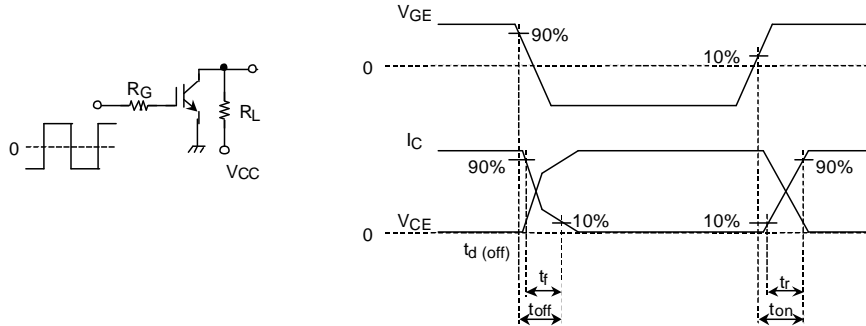 0
RG
RL
VCC
VGE
90%
0
10%
IC
90%
90%
VCE
10%
10%
0
td (off)
tf
tr
toff
ton